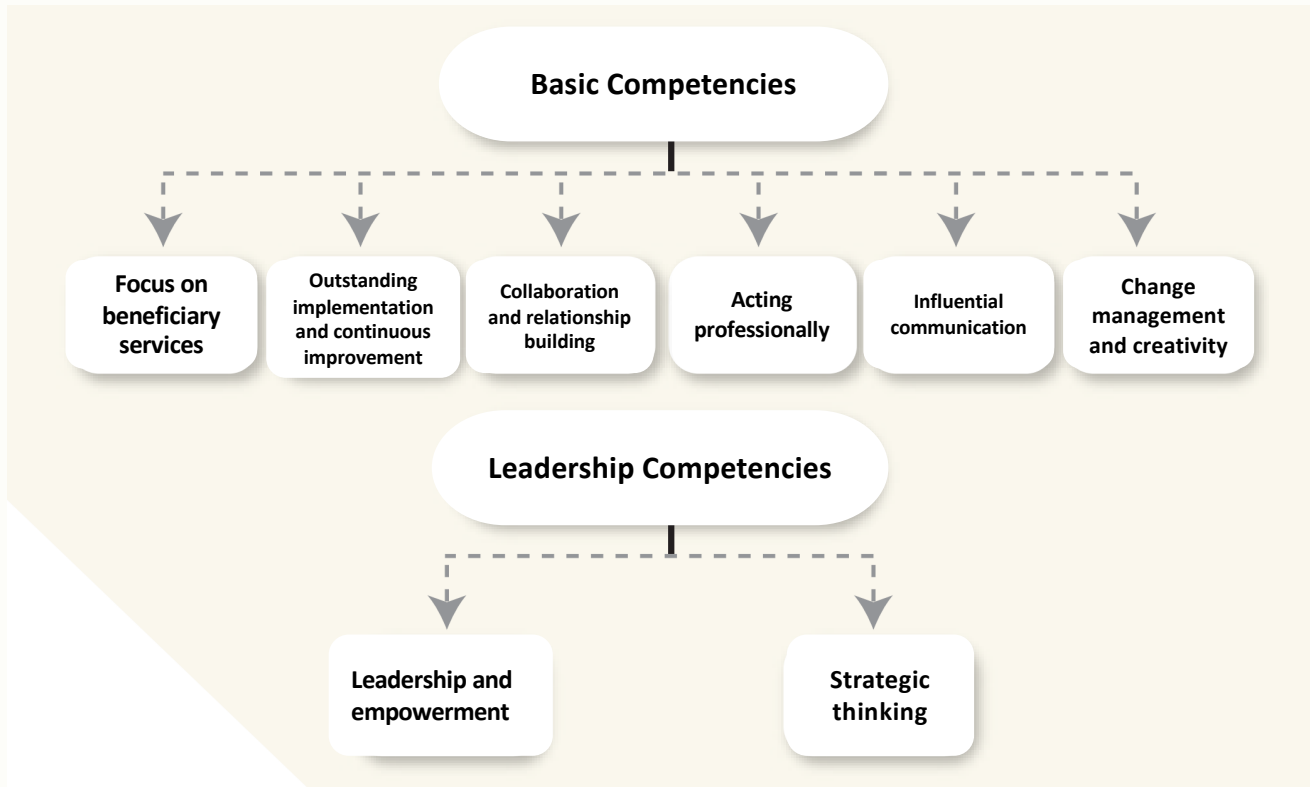 Basic Competencies
Focus on
beneficiary
services
Outstanding
implementation
and continuous
improvement
Collaboration
and relationship
building
Acting
professionally
Influential
communication
Change
management
and creativity
Leadership Competencies
Leadership and
empowerment
Strategic
thinking